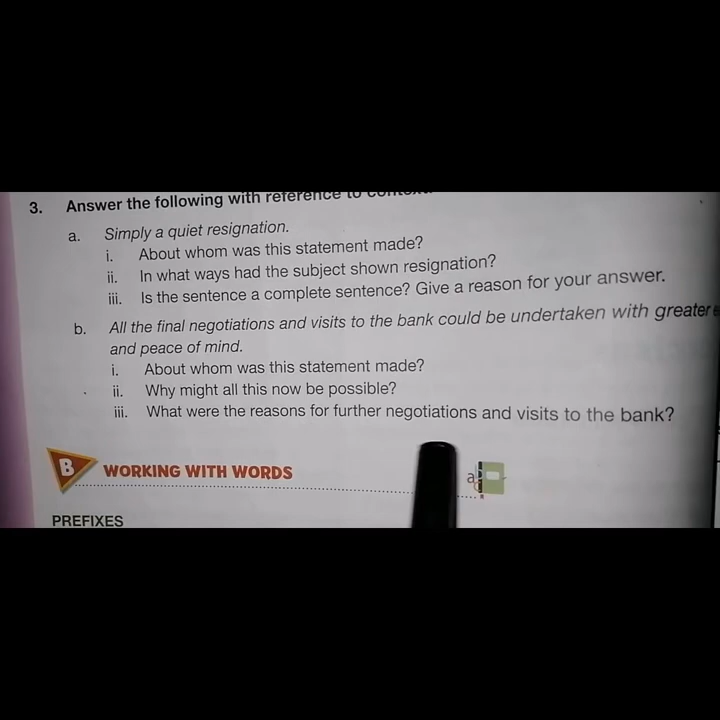 3. Answer the following with reference to context.
a. Simply a quiet resignation.
i. About whom was this statement made?
ii. In what ways had the subject shown resignation?
iii. Is the sentence a complete sentence? Give a reason for your answer.
b. All the final negotiations and visits to the bank could be undertaken with greater
and peace of mind.
i. About whom was this statement made?
ii. Why might all this now be possible?
iii. What were the reasons for further negotiations and visits to the bank?
B WORKING WITH WORDS
PREFIXES